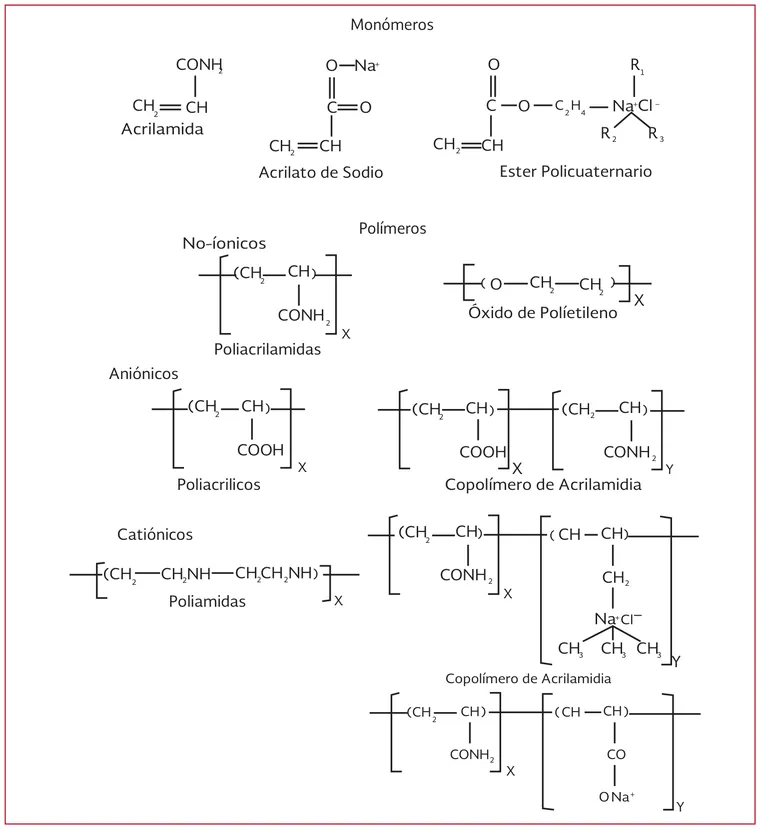 Monómeros
CONH2
CH2 CH
Acrilamida
O Na+
C O
CH2 CH
Acrilato de Sodio
O R1
C O C2H4 Na+Cl-
R2 R3
CH2 CH
Ester Policuaternario
Polímeros
No-íonicos
(CH2 CH)
CONH2
X
Poliacrilamidas
( O CH2 CH2 )
X
Óxido de Políetileno
Aniónicos
(CH2 CH)
COOH
X
Poliacrilicos
(CH2 CH) (CH2 CH)
COOH CONH2
X Y
Copolímero de Acrilamidia
Catiónicos
(CH2 CH2NH CH2CH2NH)
X
Poliamidas
(CH2 CH) (CH CH)
CONH2 CH2
X
Na+Cl−
CH3 CH3 CH3
Y
Copolímero de Acrilamidia
(CH2 CH) (CH CH)
CONH2 CO
X
O Na+
Y